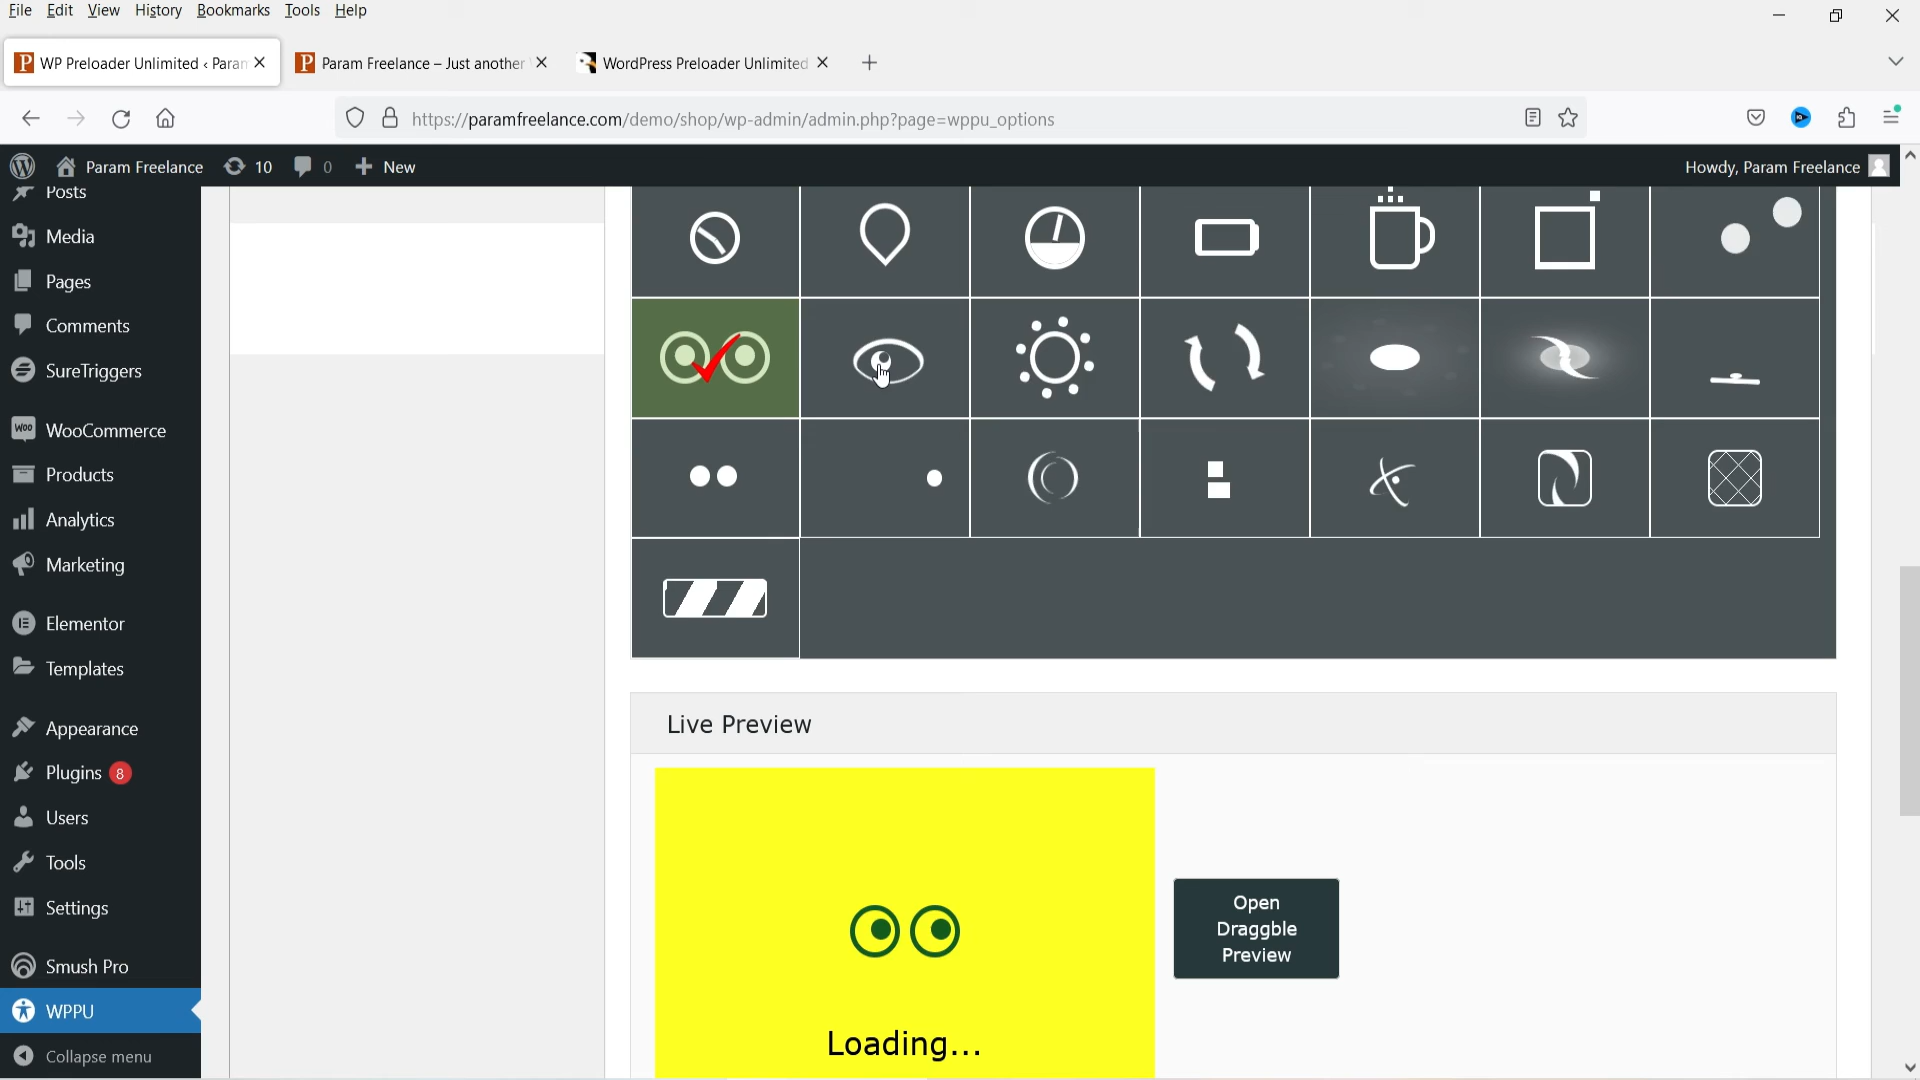 File Edit View History Bookmarks Tools Help
WP Preloader Unlimited ‹ Param
Param Freelance – Just another
WordPress Preloader Unlimited
https://paramfreelance.com/demo/shop/wp-admin/admin.php?page=wppu_options
Param Freelance 10 0 New
Howdy, Param Freelance
Posts
Media
Pages
Comments
SureTriggers
WooCommerce
Products
Analytics
Marketing
Elementor
Templates
Appearance
Plugins 8
Users
Tools
Settings
Smush Pro
WPPU
Collapse menu
Live Preview
Loading...
Open
Draggble
Preview